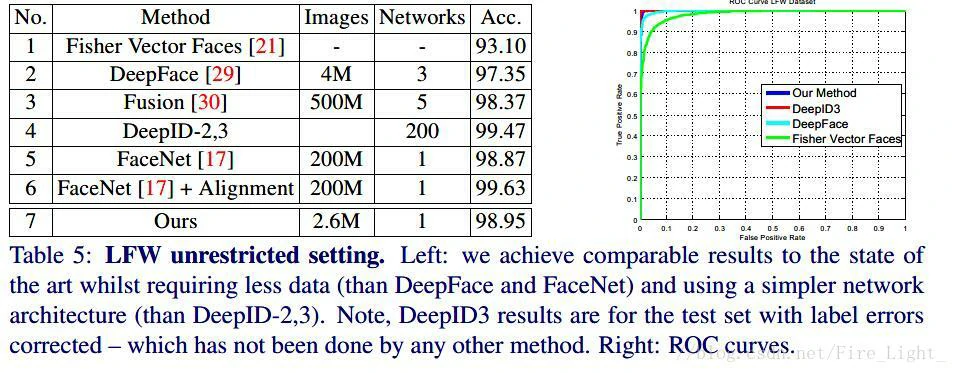 No. Method Images Networks Acc.
1 Fisher Vector Faces [21] - - 93.10
2 DeepFace [29] 4M 3 97.35
3 Fusion [30] 500M 5 98.37
4 DeepID-2,3 200 99.47
5 FaceNet [17] 200M 1 98.87
6 FaceNet [17] + Alignment 200M 1 99.63
7 Ours 2.6M 1 98.95
ROC Curve LFW Dataset
True Positive Rate
1
0.9
0.8
0.7
0.6
0.5
0.4
0.3
0.2
0.1
0
Our Method
DeepID3
DeepFace
Fisher Vector Faces
0 0.1 0.2 0.3 0.4 0.5 0.6 0.7 0.8 0.9 1
False Positive Rate
Table 5: LFW unrestricted setting. Left: we achieve comparable results to the state of
the art whilst requiring less data (than DeepFace and FaceNet) and using a simpler network
architecture (than DeepID-2,3). Note, DeepID3 results are for the test set with label errors
corrected – which has not been done by any other method. Right: ROC curves.
//blog.csdn.net/Fire_Light_